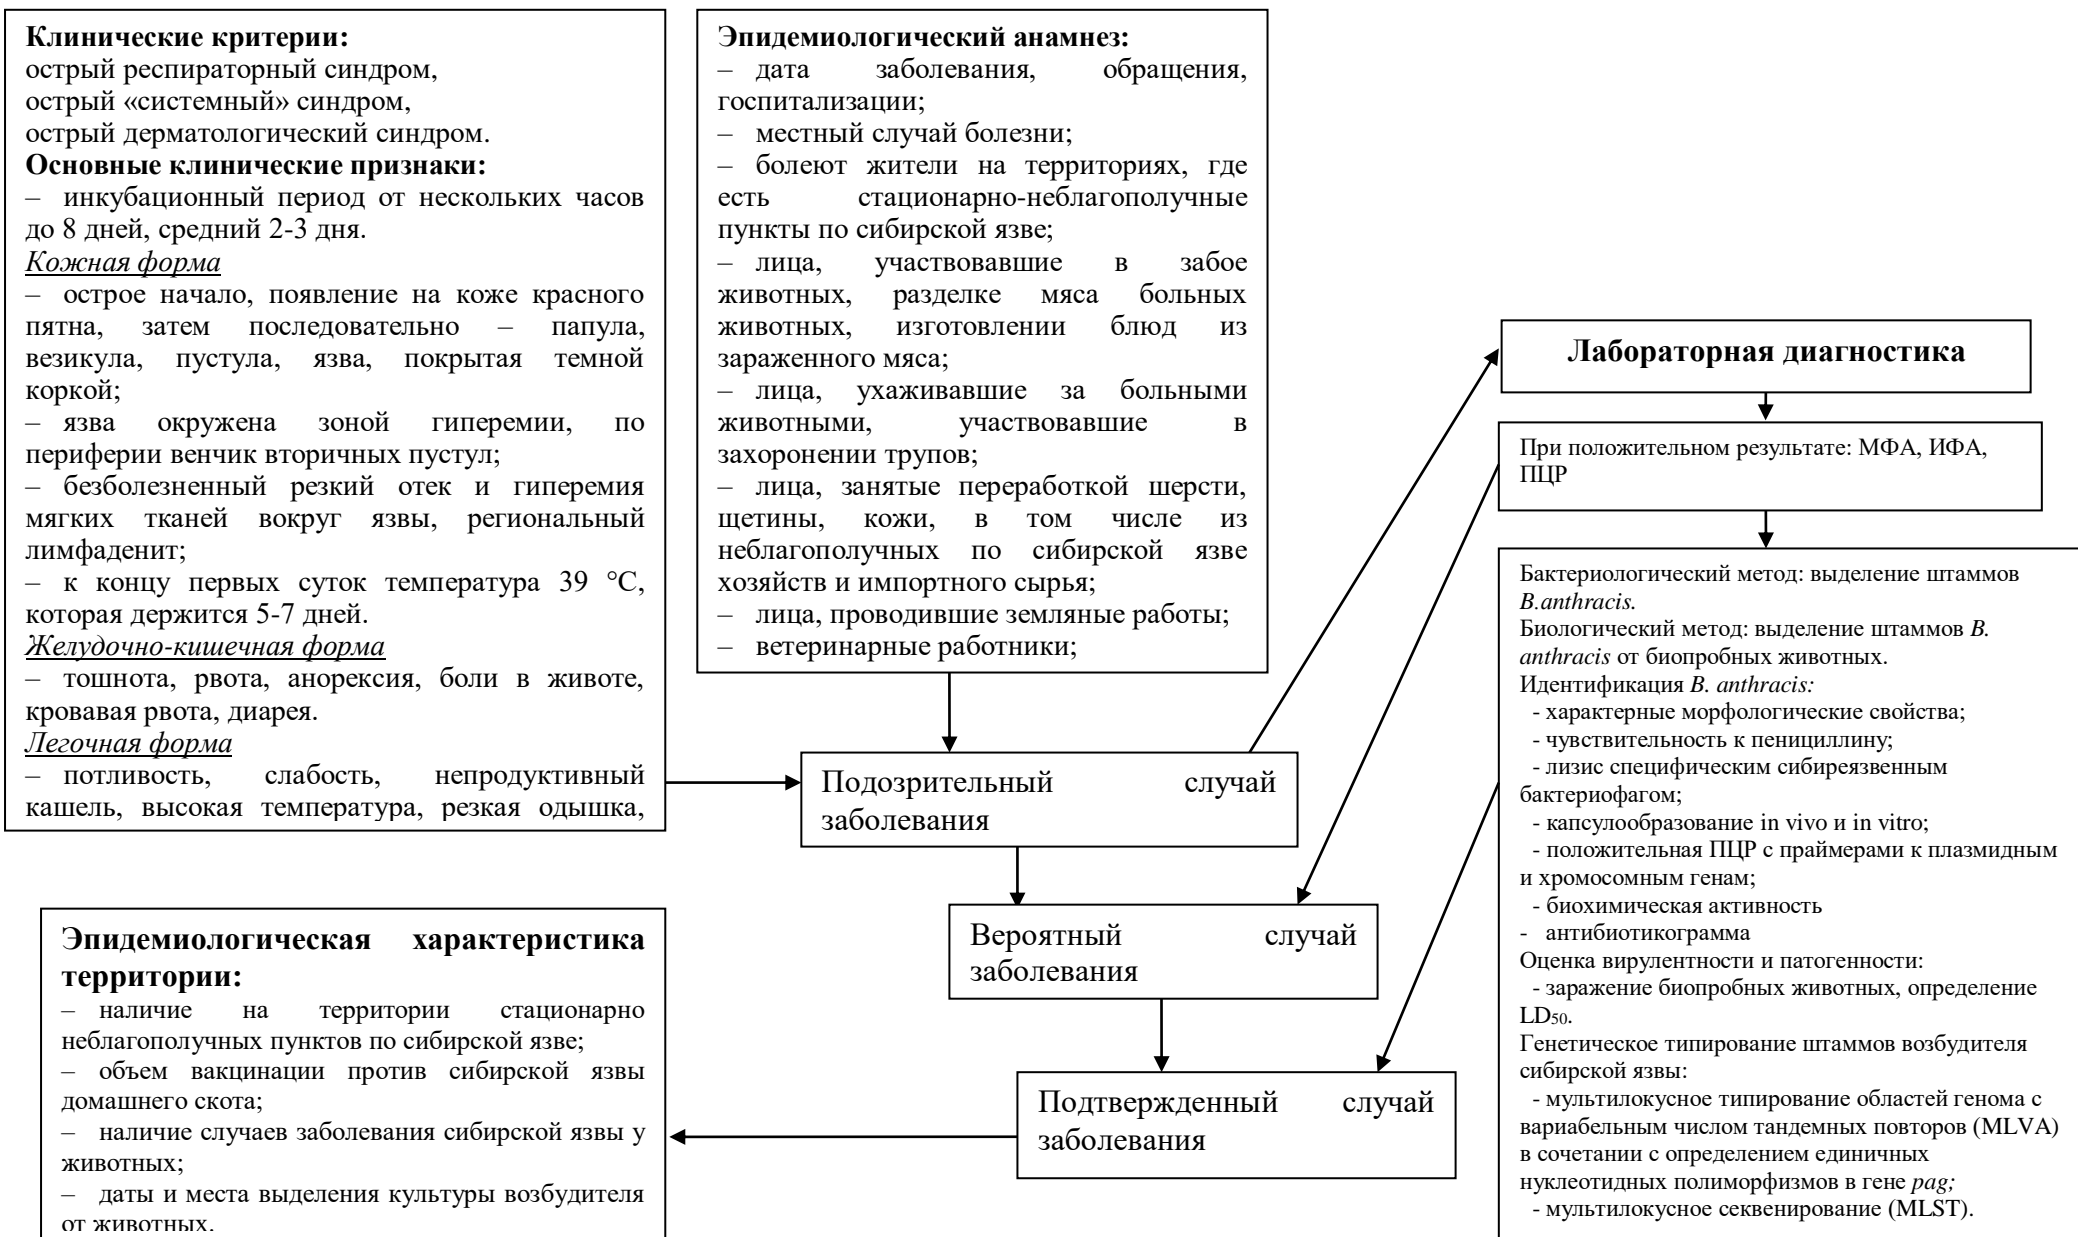 Клинические критерии:
острый респираторный синдром,
острый «системный» синдром,
острый дерматологический синдром.
Основные клинические признаки:
– инкубационный период от нескольких часов
до 8 дней, средний 2-3 дня.
Кожная форма
– острое начало, появление на коже красного
пятна, затем последовательно – папула,
везикула, пустула, язва, покрытая темной
коркой;
– язва окружена зоной гиперемии, по
периферии венчик вторичных пустул;
– безболезненный резкий отек и гиперемия
мягких тканей вокруг язвы, региональный
лимфаденит;
– к концу первых суток температура 39 °С,
которая держится 5-7 дней.
Желудочно-кишечная форма
– тошнота, рвота, анорексия, боли в животе,
кровавая рвота, диарея.
Легочная форма
– потливость, слабость, непродуктивный
кашель, высокая температура, резкая одышка,
Эпидемиологический анамнез:
– дата заболевания, обращения,
госпитализации;
– местный случай болезни;
– болеют жители на территориях, где
есть стационарно-неблагополучные
пункты по сибирской язве;
– лица, участвовавшие в забое
животных, разделке мяса больных
животных, изготовлении блюд из
зараженного мяса;
– лица, ухаживавшие за больными
животными, участвовавшие в
захоронении трупов;
– лица, занятые переработкой шерсти,
щетины, кожи, в том числе из
неблагополучных по сибирской язве
хозяйств и импортного сырья;
– лица, проводившие земляные работы;
– ветеринарные работники;
Лабораторная диагностика
При положительном результате: МФА, ИФА,
ПЦР
Бактериологический метод: выделение штаммов
B.anthracis.
Биологический метод: выделение штаммов B.
anthracis от биопробных животных.
Идентификация B. anthracis:
- характерные морфологические свойства;
- чувствительность к пенициллину;
- лизис специфическим сибиреязвенным
бактериофагом;
- капсулообразование in vivo и in vitro;
- положительная ПЦР с праймерами к плазмидным
и хромосомным генам;
- биохимическая активность
- антибиотикограмма
Оценка вирулентности и патогенности:
- заражение биопробных животных, определение
LD50.
Генетическое типирование штаммов возбудителя
сибирской язвы:
- мультилокусное типирование областей генома с
вариабельным числом тандемных повторов (MLVA)
в сочетании с определением единичных
нуклеотидных полиморфизмов в гене pag;
- мультилокусное секвенирование (MLST).
Подозрительный случай
заболевания
Вероятный случай
заболевания
Подтвержденный случай
заболевания
Эпидемиологическая характеристика
территории:
– наличие на территории стационарно
неблагополучных пунктов по сибирской язве;
– объем вакцинации против сибирской язвы
домашнего скота;
– наличие случаев заболевания сибирской язвы у
животных;
– даты и места выделения культуры возбудителя
от животных.